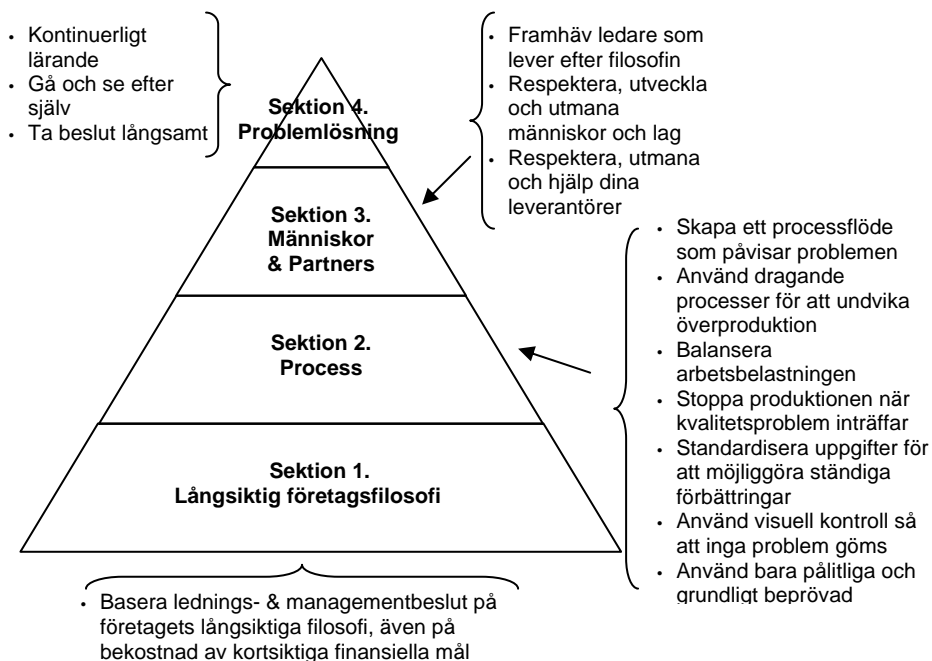 • Kontinuerligt
lärande
• Gå och se efter
själv
• Ta beslut långsamt
• Framhäv ledare som
lever efter filosofin
• Respektera, utveckla
och utmana
människor och lag
• Respektera, utmana
och hjälp dina
leverantörer
Sektion 4.
Problemlösning
Sektion 3.
Människor
& Partners
• Skapa ett processflöde
som påvisar problemen
• Använd dragande
processer för att undvika
överproduktion
• Balansera
arbetsbelastningen
• Stoppa produktionen när
kvalitetsproblem inträffar
• Standardisera uppgifter för
att möjliggöra ständiga
förbättringar
• Använd visuell kontroll så
att inga problem göms
• Använd bara pålitliga och
grundligt beprövad
Sektion 2.
Process
Sektion 1.
Långsiktig företagsfilosofi
• Basera lednings- & managementbeslut på
företagets långsiktiga filosofi, även på
bekostnad av kortsiktiga finansiella mål